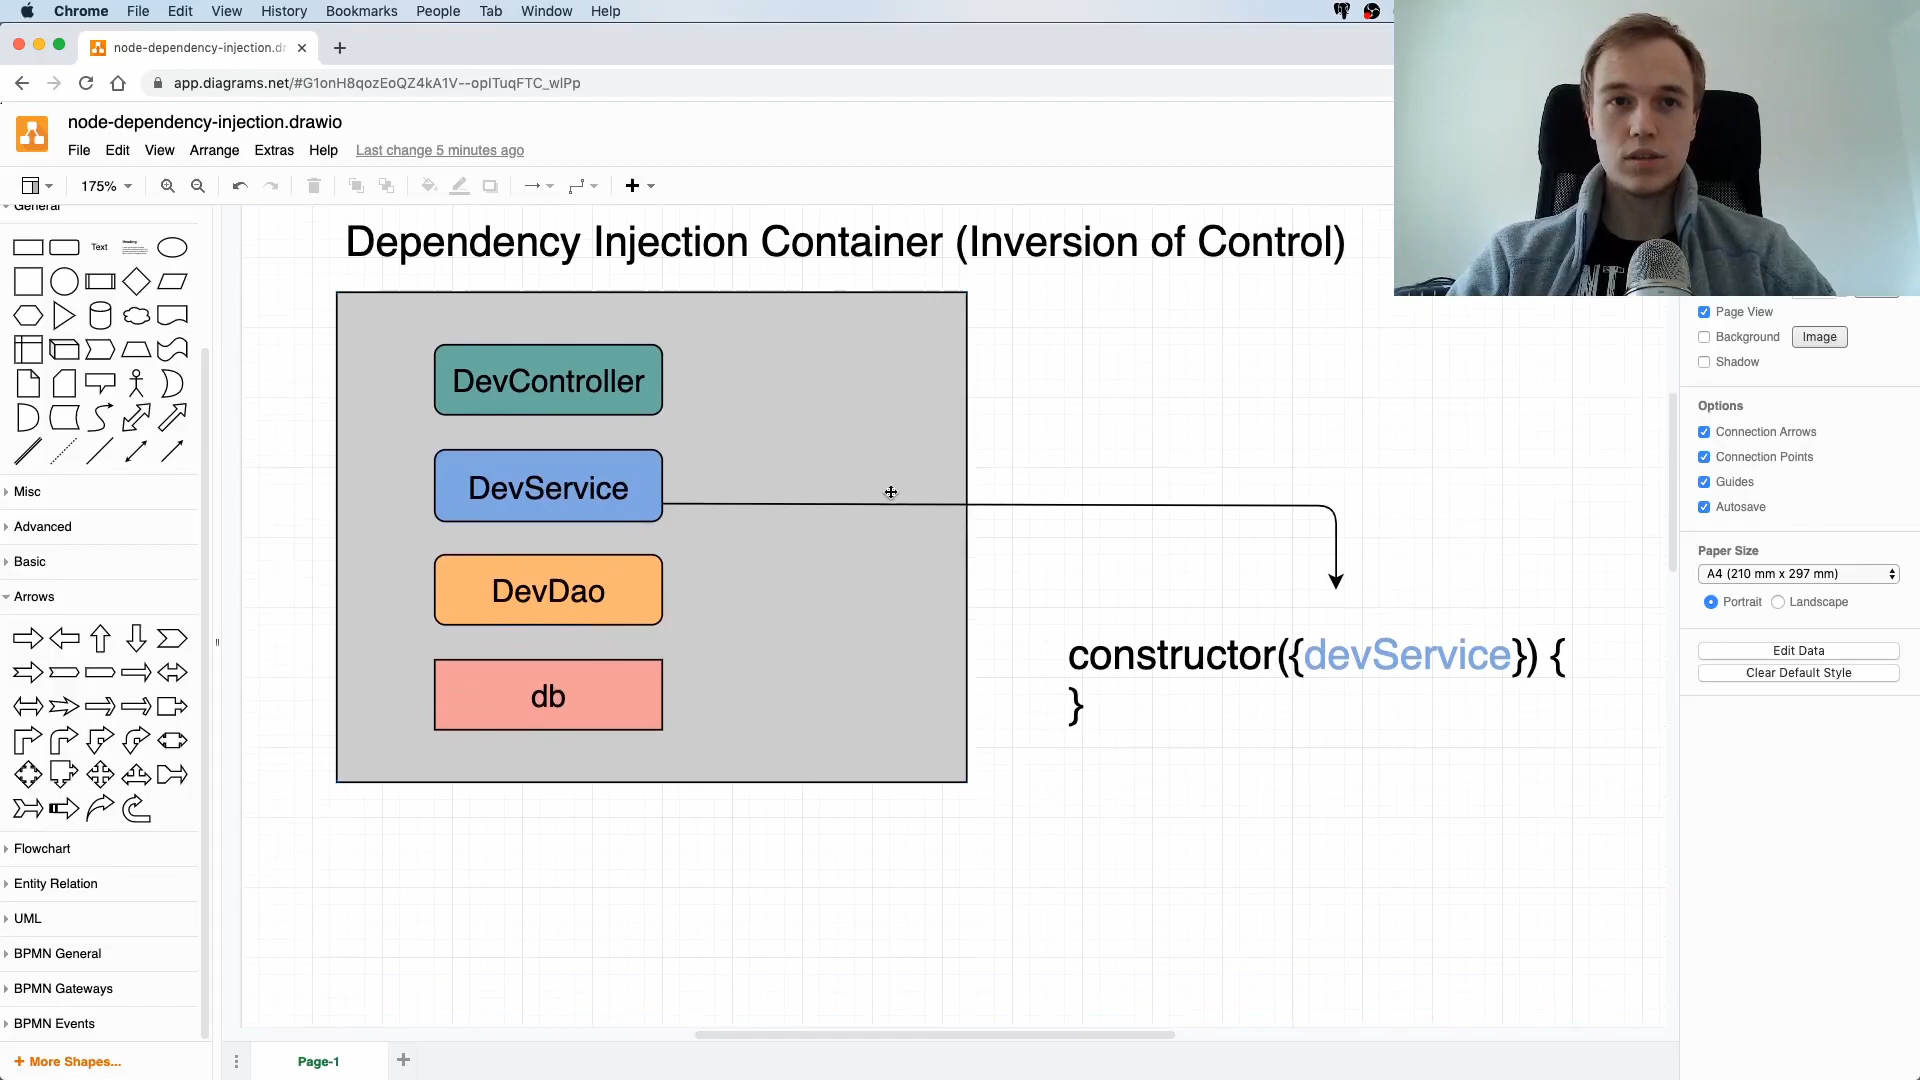 Chrome File Edit View History Bookmarks People Tab Window Help
node-dependency-injection.dr
app.diagrams.net/#G1onH8qozEoQZ4kA1V--opITuqFTC_wlPp
node-dependency-injection.drawio
File Edit View Arrange Extras Help Last change 5 minutes ago
175%
General
Text
Heading
Misc
Advanced
Basic
Arrows
Flowchart
Entity Relation
UML
BPMN General
BPMN Gateways
BPMN Events
+ More Shapes...
Dependency Injection Container (Inversion of Control)
DevController
DevService
DevDao
db
constructor({devService}) {
}
Page View
Background Image
Shadow
Options
Connection Arrows
Connection Points
Guides
Autosave
Paper Size
A4 (210 mm x 297 mm)
Portrait Landscape
Edit Data
Clear Default Style
Page-1